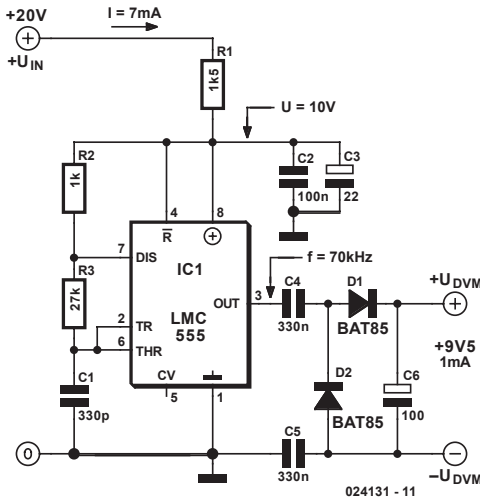 +20V
I = 7mA
+UIN
R1
1k5
U = 10V
R2
1k
C2
100n
C3
22
4
8
R
7
DIS
IC1
f = 70kHz
R3
27k
OUT
3
C4
330n
D1
BAT85
+UDVM
2
TR
6
THR
LMC
555
+9V5
1mA
D2
BAT85
C6
100
C1
330p
CV
5
1
C5
330n
0
–UDVM
024131 - 11